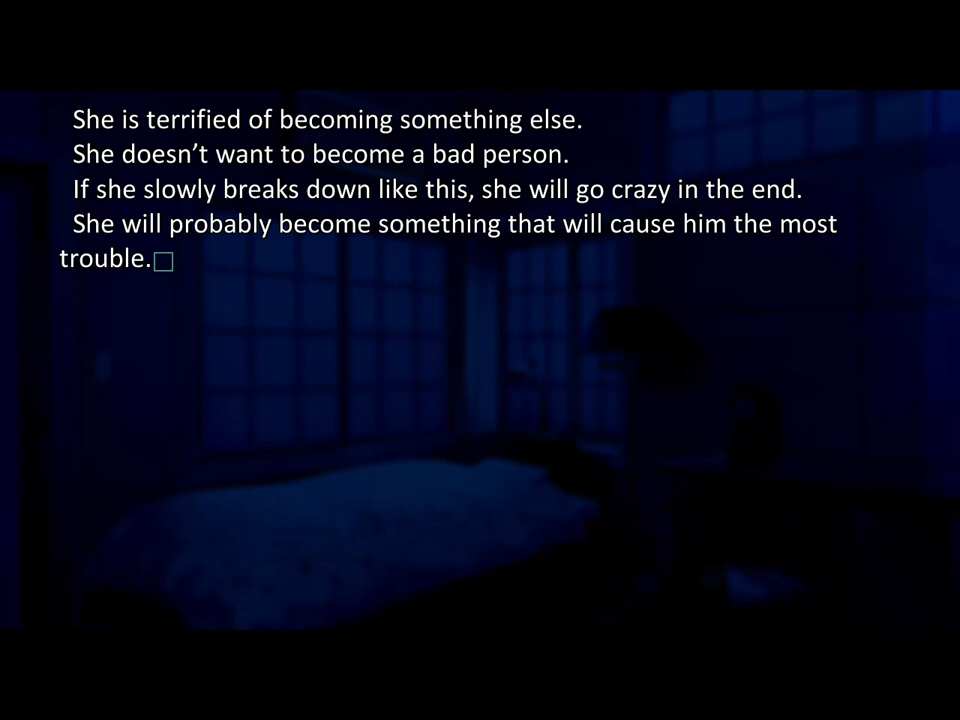 She is terrified of becoming something else.
She doesn’t want to become a bad person.
If she slowly breaks down like this, she will go crazy in the end.
She will probably become something that will cause him the most
trouble.